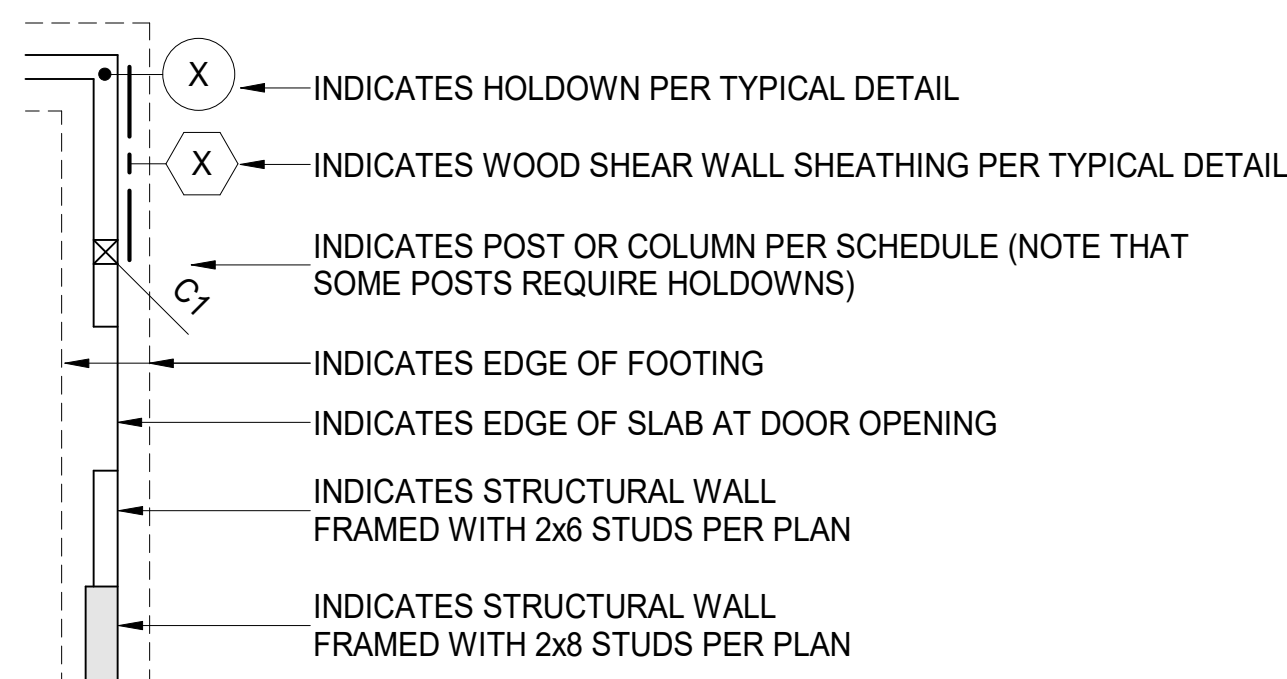 X
INDICATES HOLDOWN PER TYPICAL DETAIL
X
INDICATES WOOD SHEAR WALL SHEATHING PER TYPICAL DETAIL
INDICATES POST OR COLUMN PER SCHEDULE (NOTE THAT
SOME POSTS REQUIRE HOLDOWNS)
C1
INDICATES EDGE OF FOOTING
INDICATES EDGE OF SLAB AT DOOR OPENING
INDICATES STRUCTURAL WALL
FRAMED WITH 2x6 STUDS PER PLAN
INDICATES STRUCTURAL WALL
FRAMED WITH 2x8 STUDS PER PLAN